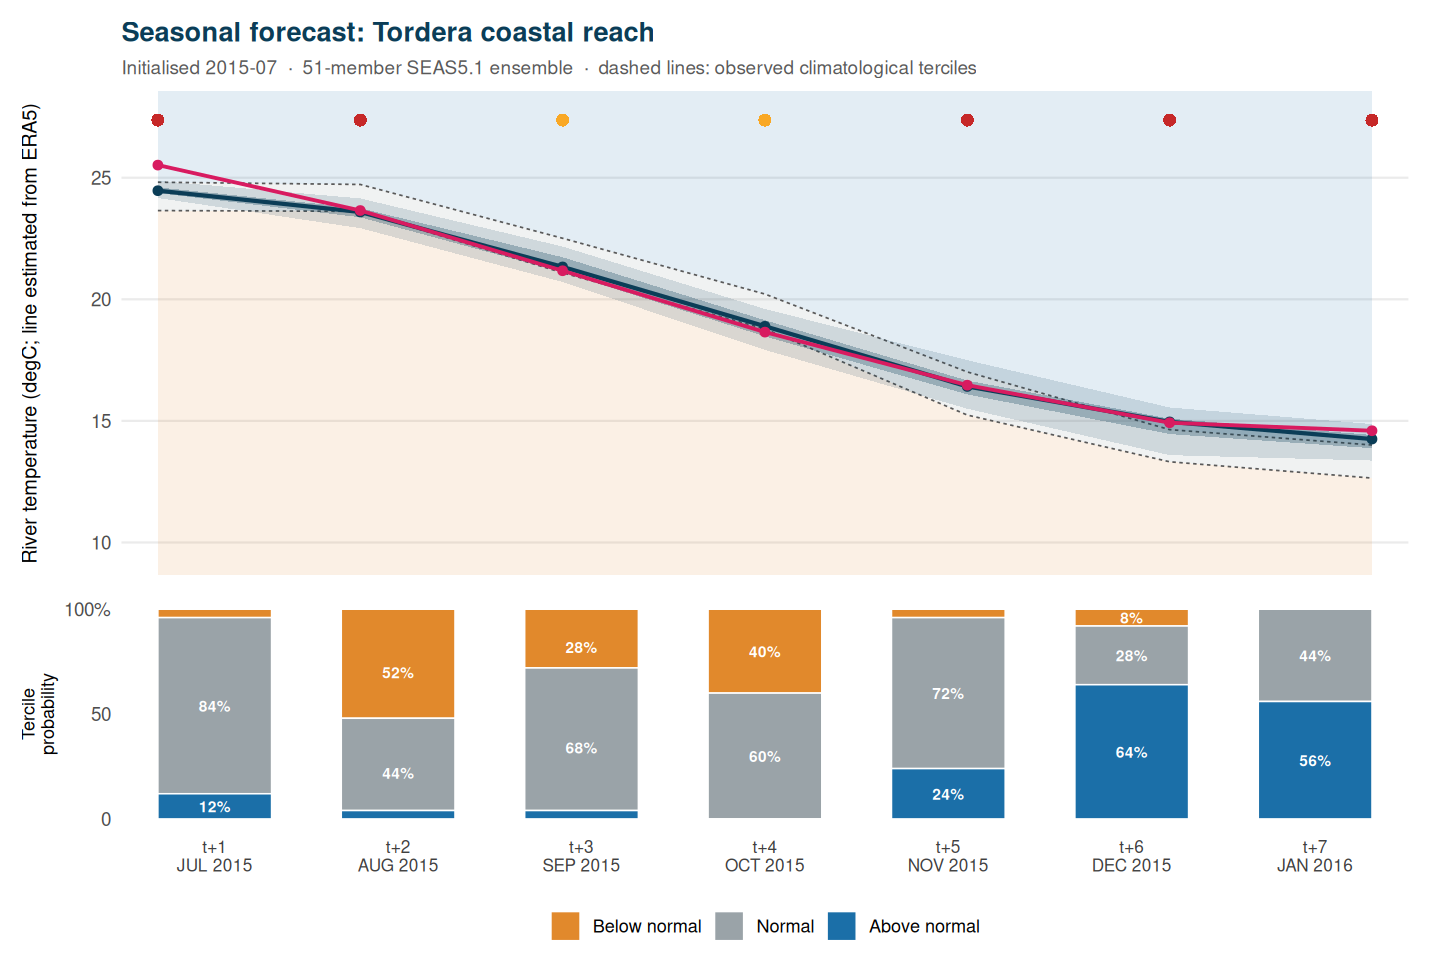 Seasonal forecast: Tordera coastal reach
Initialised 2015-07 · 51-member SEAS5.1 ensemble · dashed lines: observed climatological terciles
River temperature (degC; line estimated from ERA5)
25
20
15
10
Tercile
probability
100%
50
0
84%
12%
52%
44%
28%
68%
40%
60%
72%
24%
8%
28%
64%
44%
56%
t+1
JUL 2015
t+2
AUG 2015
t+3
SEP 2015
t+4
OCT 2015
t+5
NOV 2015
t+6
DEC 2015
t+7
JAN 2016
Below normal
Normal
Above normal